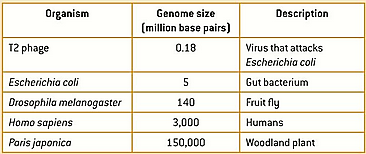 Organism Genome size Description
(million base pairs)
T2 phage 0.18 Virus that attacks
Escherichia coli
Escherichia coli 5 Gut bacterium
Drosophila melanogaster 140 Fruit fly
Homo sapiens 3,000 Humans
Paris japonica 150,000 Woodland plant